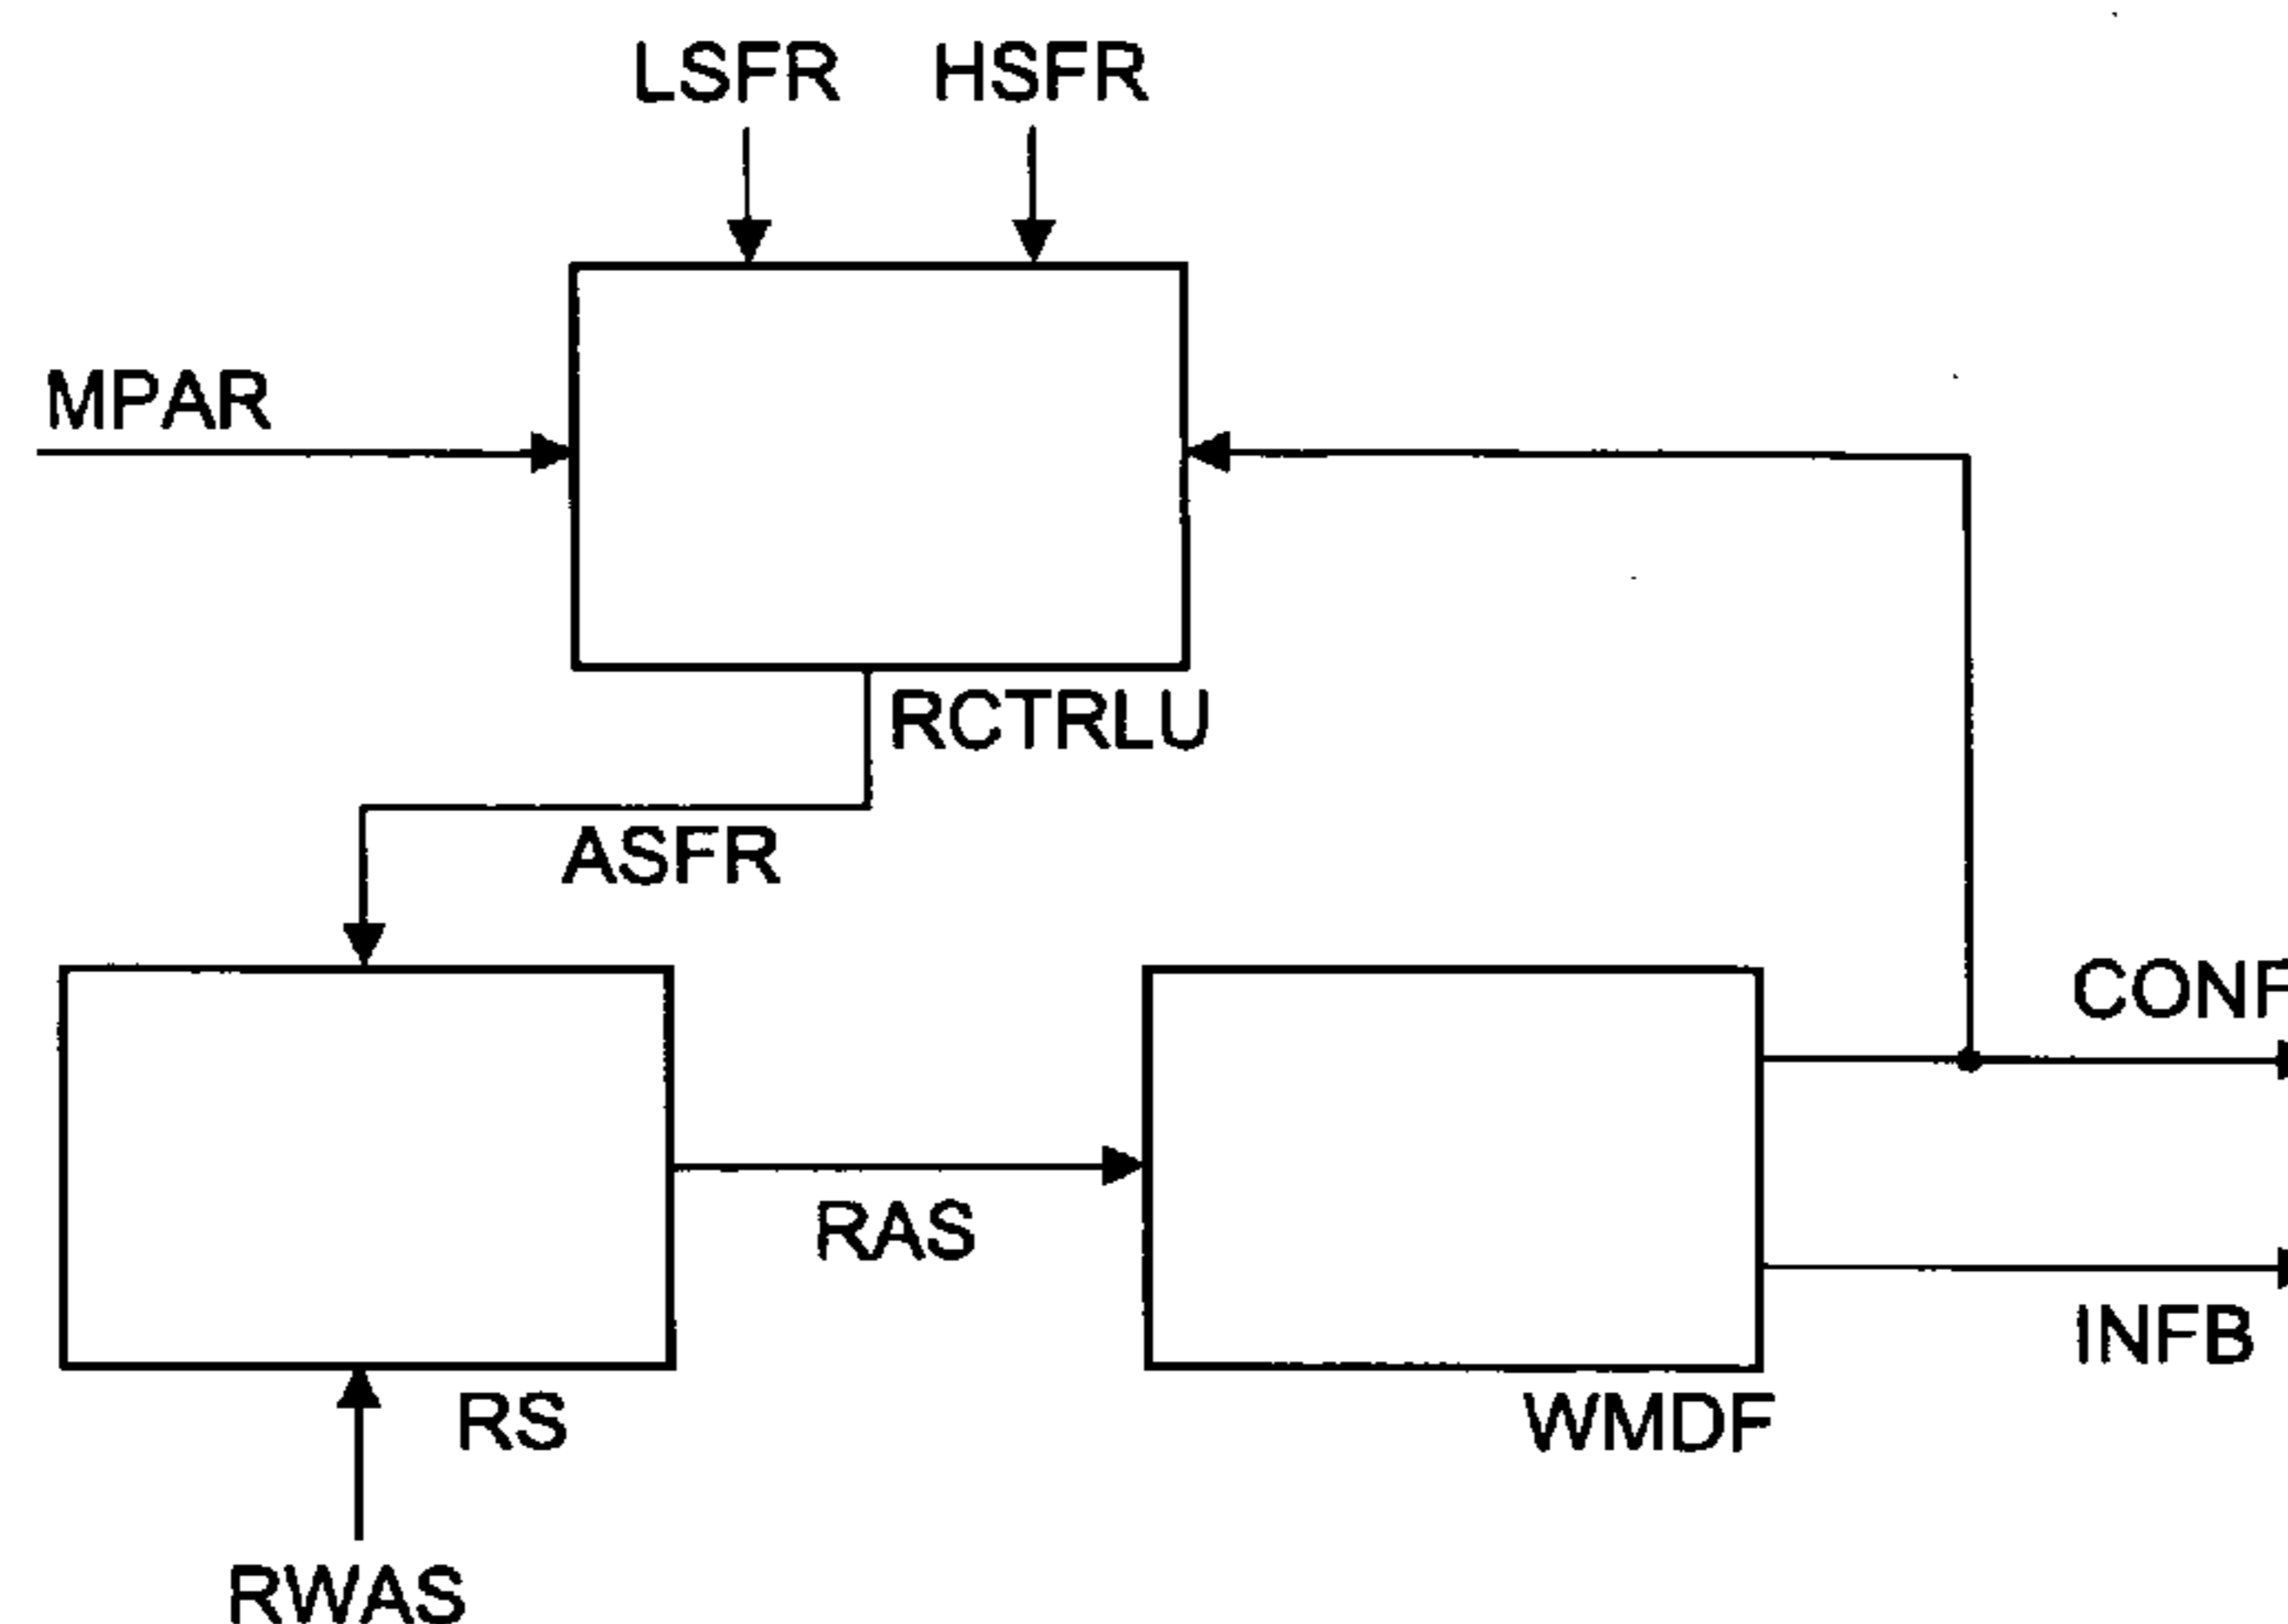 LSFR HSFR
MPAR
RCTRLU
ASFR
CONF
RAS
INFB
RS
WMDF
RWAS